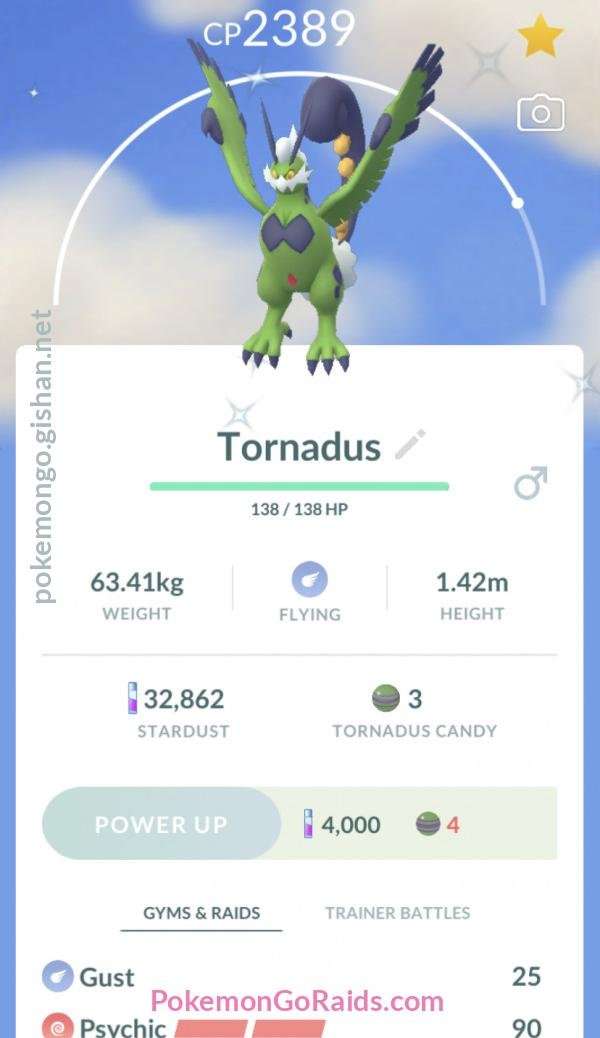 CP2389
pokemongo.gishan.net
Tornadus
138 / 138 HP
63.41kg
WEIGHT
FLYING
1.42m
HEIGHT
32,862
STARDUST
3
TORNADUS CANDY
POWER UP
4,000
4
GYMS & RAIDS
TRAINER BATTLES
Gust
25
PokemonGoRaids.com
Psychic
90